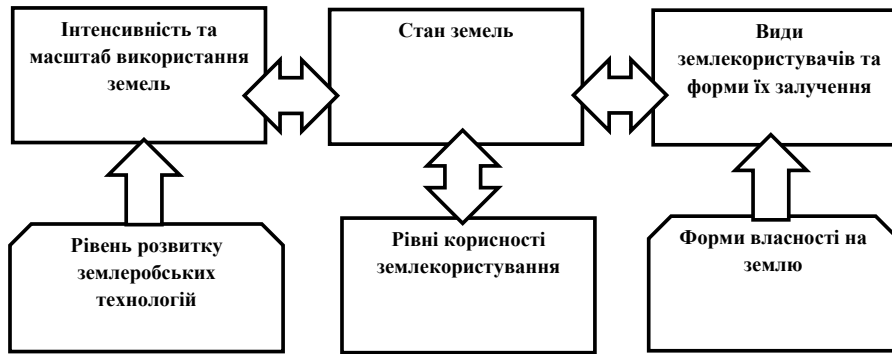 Інтенсивність та
масштаб використання
земель
Стан земель
Види
землекористувачів та
форми їх залучення
Рівень розвитку
землеробських
технологій
Рівні корисності
землекористування
Форми власності на
землю